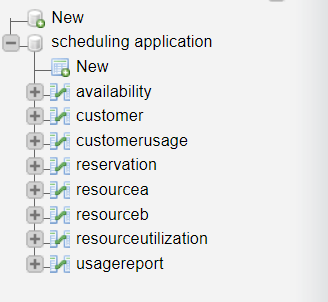 New
scheduling application
New
availability
customer
customerusage
reservation
resourcea
resourceb
resourceutilization
usagereport